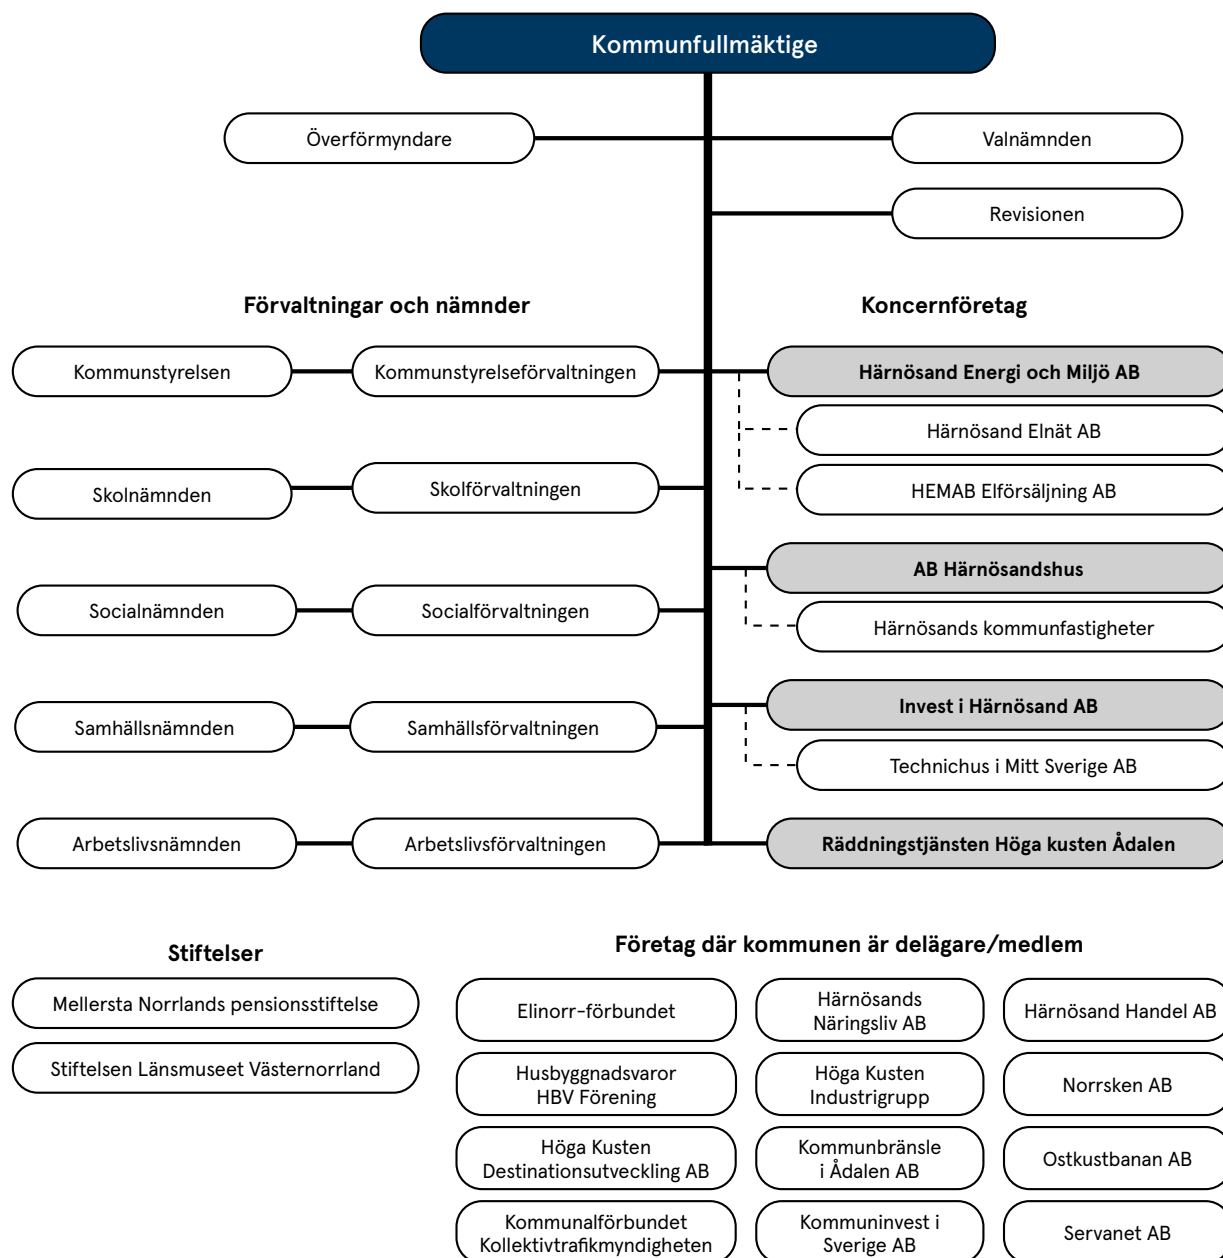 Kommunfullmäktige
Överförmyndare
Valnämnden
Revisionen
Förvaltningar och nämnder
Koncernföretag
Kommunstyrelsen
Kommunstyrelseförvaltningen
Härnösand Energi och Miljö AB
Härnösand Elnät AB
Skolnämnden
Skolförvaltningen
HEMAB Elförsäljning AB
AB Härnösandshus
Socialnämnden
Socialförvaltningen
Härnösands kommunfastigheter
Invest i Härnösand AB
Samhällsnämnden
Samhällsförvaltningen
Technichus i Mitt Sverige AB
Arbetslivsnämnden
Arbetslivsförvaltningen
Räddningstjänsten Höga kusten Ådalen
Stiftelser
Mellersta Norrlands pensionsstiftelse
Stiftelsen Länsmuseet Västernorrland
Företag där kommunen är delägare/medlem
Elinorr-förbundet
Härnösands
Näringsliv AB
Härnösand Handel AB
Husbyggnadsvaror
HBV Förening
Höga Kusten
Industrigrupp
Norrsken AB
Höga Kusten
Destinationsutveckling AB
Kommunbränsle
i Ådalen AB
Ostkustbanan AB
Kommunalförbundet
Kollektivtrafikmyndigheten
Kommuninvest i
Sverige AB
Servanet AB